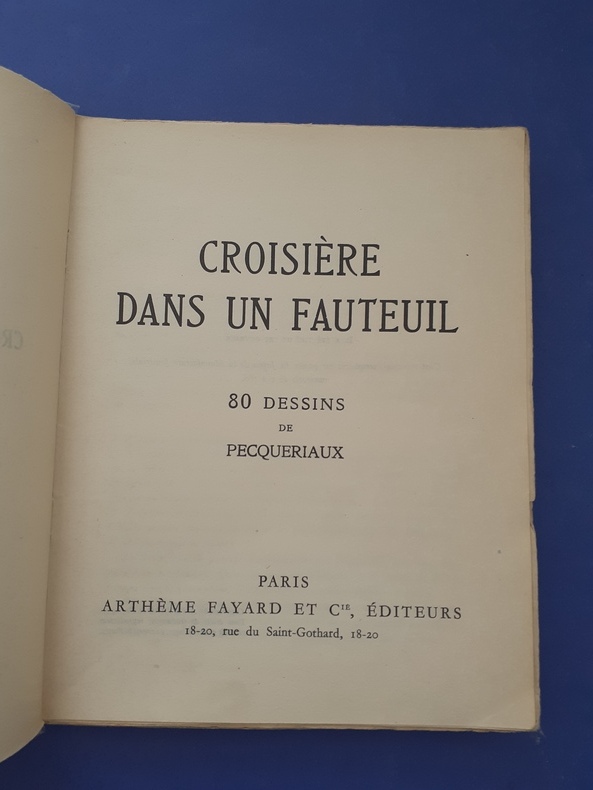 CROISIÈRE
DANS UN FAUTEUIL
80 DESSINS
DE
PECQUERIAUX
PARIS
ARTHÈME FAYARD ET Cᴵᴱ, ÉDITEURS
18-20, rue du Saint-Gothard, 18-20